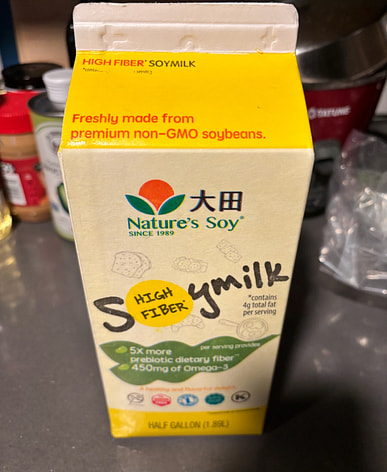 HIGH FIBER* SOYMILK
Freshly made from
premium non-GMO soybeans.
大田
Nature's Soy®
SINCE 1989
Soymilk
HIGH
FIBER*
*contains
4g total fat
per serving
per serving provides
5X more
prebiotic dietary fiber**
450mg of Omega-3
HALF GALLON (1.89L)
TATUNG